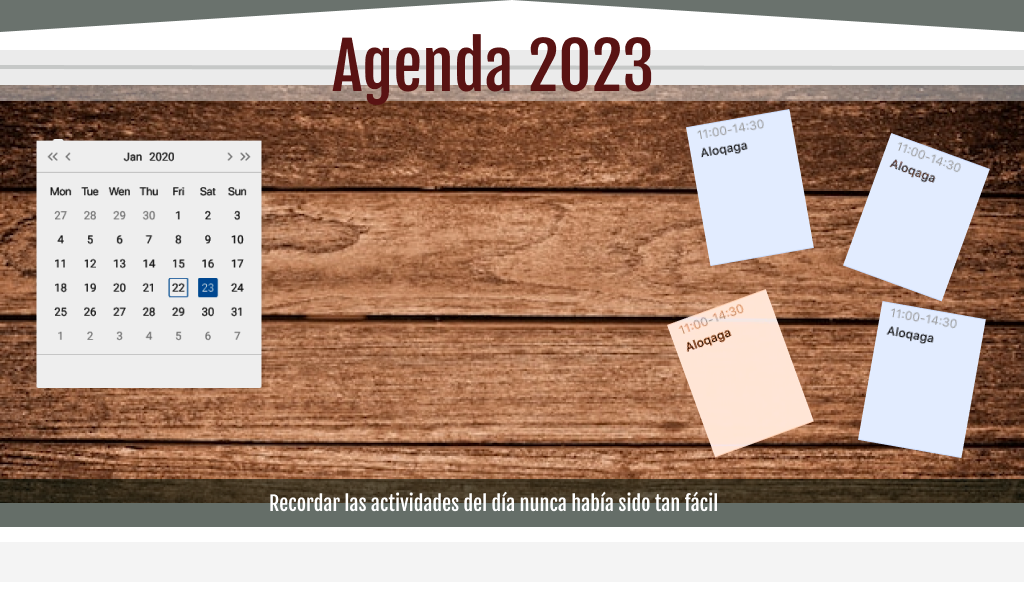 Agenda 2023
Jan 2020
Mon Tue Wen Thu Fri Sat Sun
27 28 29 30 1 2 3
4 5 6 7 8 9 10
11 12 13 14 15 16 17
18 19 20 21 22 23 24
25 26 27 28 29 30 31
1 2 3 4 5 6 7
11:00-14:30
Aloqaga
11:00-14:30
Aloqaga
11:00-14:30
Aloqaga
11:00-14:30
Aloqaga
Recordar las actividades del día nunca había sido tan fácil